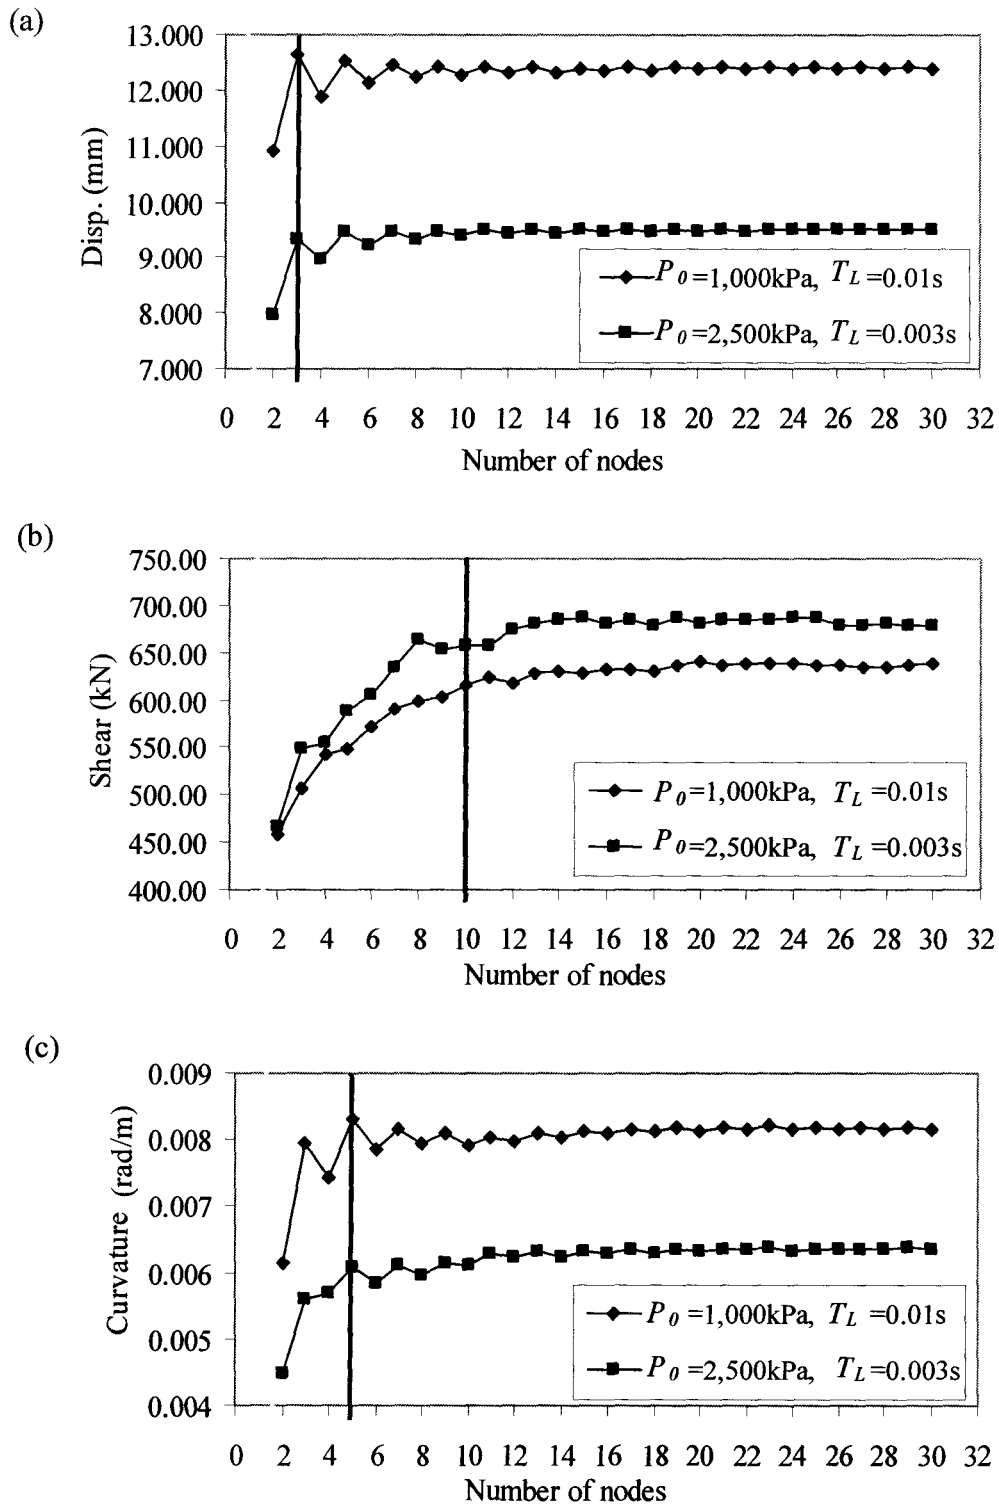 (a)
13.000
12.000
11.000
10.000
9.000
8.000
7.000
Disp. (mm)
P0=1,000kPa, TL=0.01s
P0=2,500kPa, TL=0.003s
0 2 4 6 8 10 12 14 16 18 20 22 24 26 28 30 32
Number of nodes
(b)
750.00
700.00
650.00
600.00
550.00
500.00
450.00
400.00
Shear (kN)
P0=1,000kPa, TL=0.01s
P0=2,500kPa, TL=0.003s
0 2 4 6 8 10 12 14 16 18 20 22 24 26 28 30 32
Number of nodes
(c)
0.009
0.008
0.007
0.006
0.005
0.004
Curvature (rad/m)
P0=1,000kPa, TL=0.01s
P0=2,500kPa, TL=0.003s
0 2 4 6 8 10 12 14 16 18 20 22 24 26 28 30 32
Number of nodes